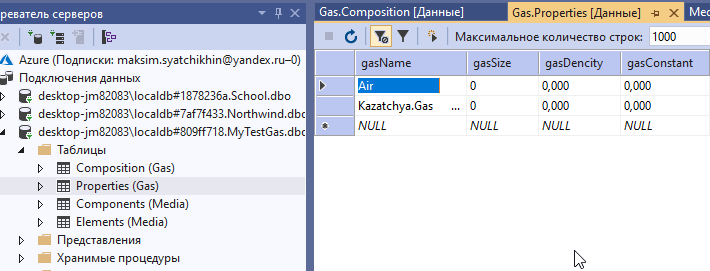 реватель серверов
Azure (Подписки: maksim.syatchikhin@yandex.ru–0)
Подключения данных
desktop-jm82083\localdb#1878236a.School.dbo
desktop-jm82083\localdb#7af7f433.Northwind.dbc
desktop-jm82083\localdb#809ff718.MyTestGas.dbc
Таблицы
Composition (Gas)
Properties (Gas)
Components (Media)
Elements (Media)
Представления
Хранимые процедуры
Gas.Composition [Данные] Gas.Properties [Данные] Mec
Максимальное количество строк: 1000
gasName gasSize gasDencity gasConstant
Air 0 0,000 0,000
Kazatchya.Gas ... 0 0,000 0,000
NULL NULL NULL NULL